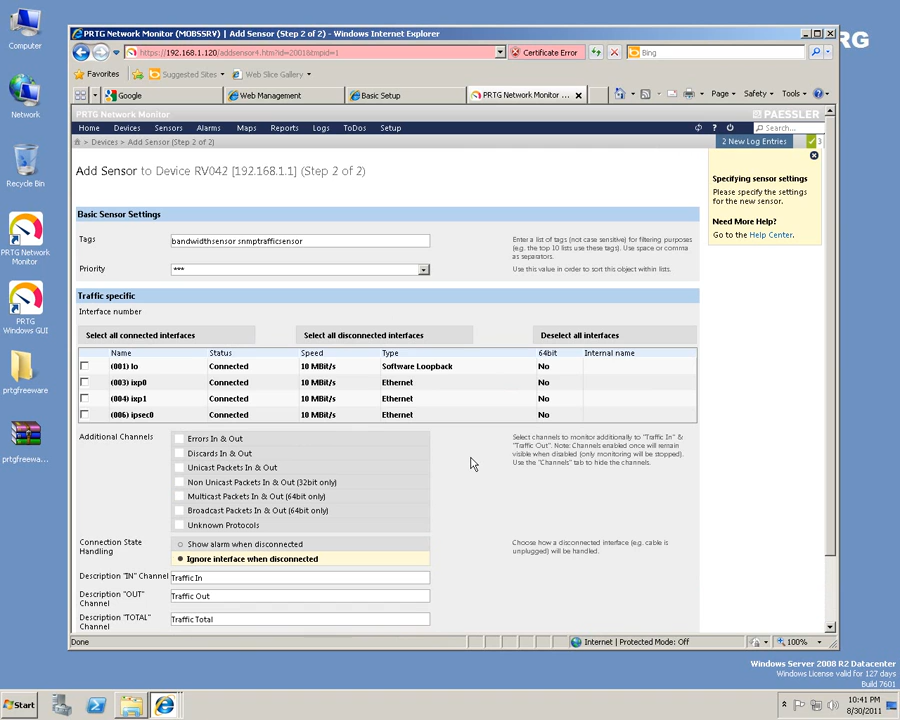 Computer
Network
Recycle Bin
PRTG Network
Monitor
PRTG
Windows GUI
prtgfreeware
prtgfreewa...
RG
PRTG Network Monitor (MOBSSRV) | Add Sensor (Step 2 of 2) - Windows Internet Explorer
https://192.168.1.120/addsensor4.htm?id=2001&tmpid=1
Certificate Error
Bing
Favorites
Suggested Sites
Web Slice Gallery
Google
Web Management
Basic Setup
PRTG Network Monitor ...
Page
Safety
Tools
PRTG Network Monitor
PAESSLER
Home Devices Sensors Alarms Maps Reports Logs ToDos Setup
Search...
Devices > Add Sensor (Step 2 of 2)
2 New Log Entries
3
Add Sensor to Device RV042 [192.168.1.1] (Step 2 of 2)
Specifying sensor settings
Please specify the settings
for the new sensor.
Need More Help?
Go to the Help Center.
Basic Sensor Settings
Tags
bandwidthsensor snmptrafficsensor
Enter a list of tags (not case sensitive) for filtering purposes
(e.g. the top 10 lists use these tags). Use space or comma
as separators.
Priority
***
Use this value in order to sort this object within lists.
Traffic specific
Interface number
Select all connected interfaces
Select all disconnected interfaces
Deselect all interfaces
Name Status Speed Type 64bit Internal name
(001) lo Connected 10 MBit/s Software Loopback No
(003) ixp0 Connected 10 MBit/s Ethernet No
(004) ixp1 Connected 10 MBit/s Ethernet No
(006) ipsec0 Connected 10 MBit/s Ethernet No
Additional Channels
Errors In & Out
Discards In & Out
Unicast Packets In & Out
Non Unicast Packets In & Out (32bit only)
Multicast Packets In & Out (64bit only)
Broadcast Packets In & Out (64bit only)
Unknown Protocols
Select channels to monitor additionally to "Traffic In" &
"Traffic Out". Note: Channels enabled once will remain
visible when disabled (only monitoring will be stopped).
Use the "Channels" tab to hide the channels.
Connection State
Handling
Show alarm when disconnected
Ignore interface when disconnected
Choose how a disconnected interface (e.g. cable is
unplugged) will be handled.
Description "IN" Channel
Traffic In
Description "OUT"
Channel
Traffic Out
Description "TOTAL"
Channel
Traffic Total
Done
Internet | Protected Mode: Off
100%
Windows Server 2008 R2 Datacenter
Windows License valid for 127 days
Build 7601
Start
10:41 PM
8/30/2011